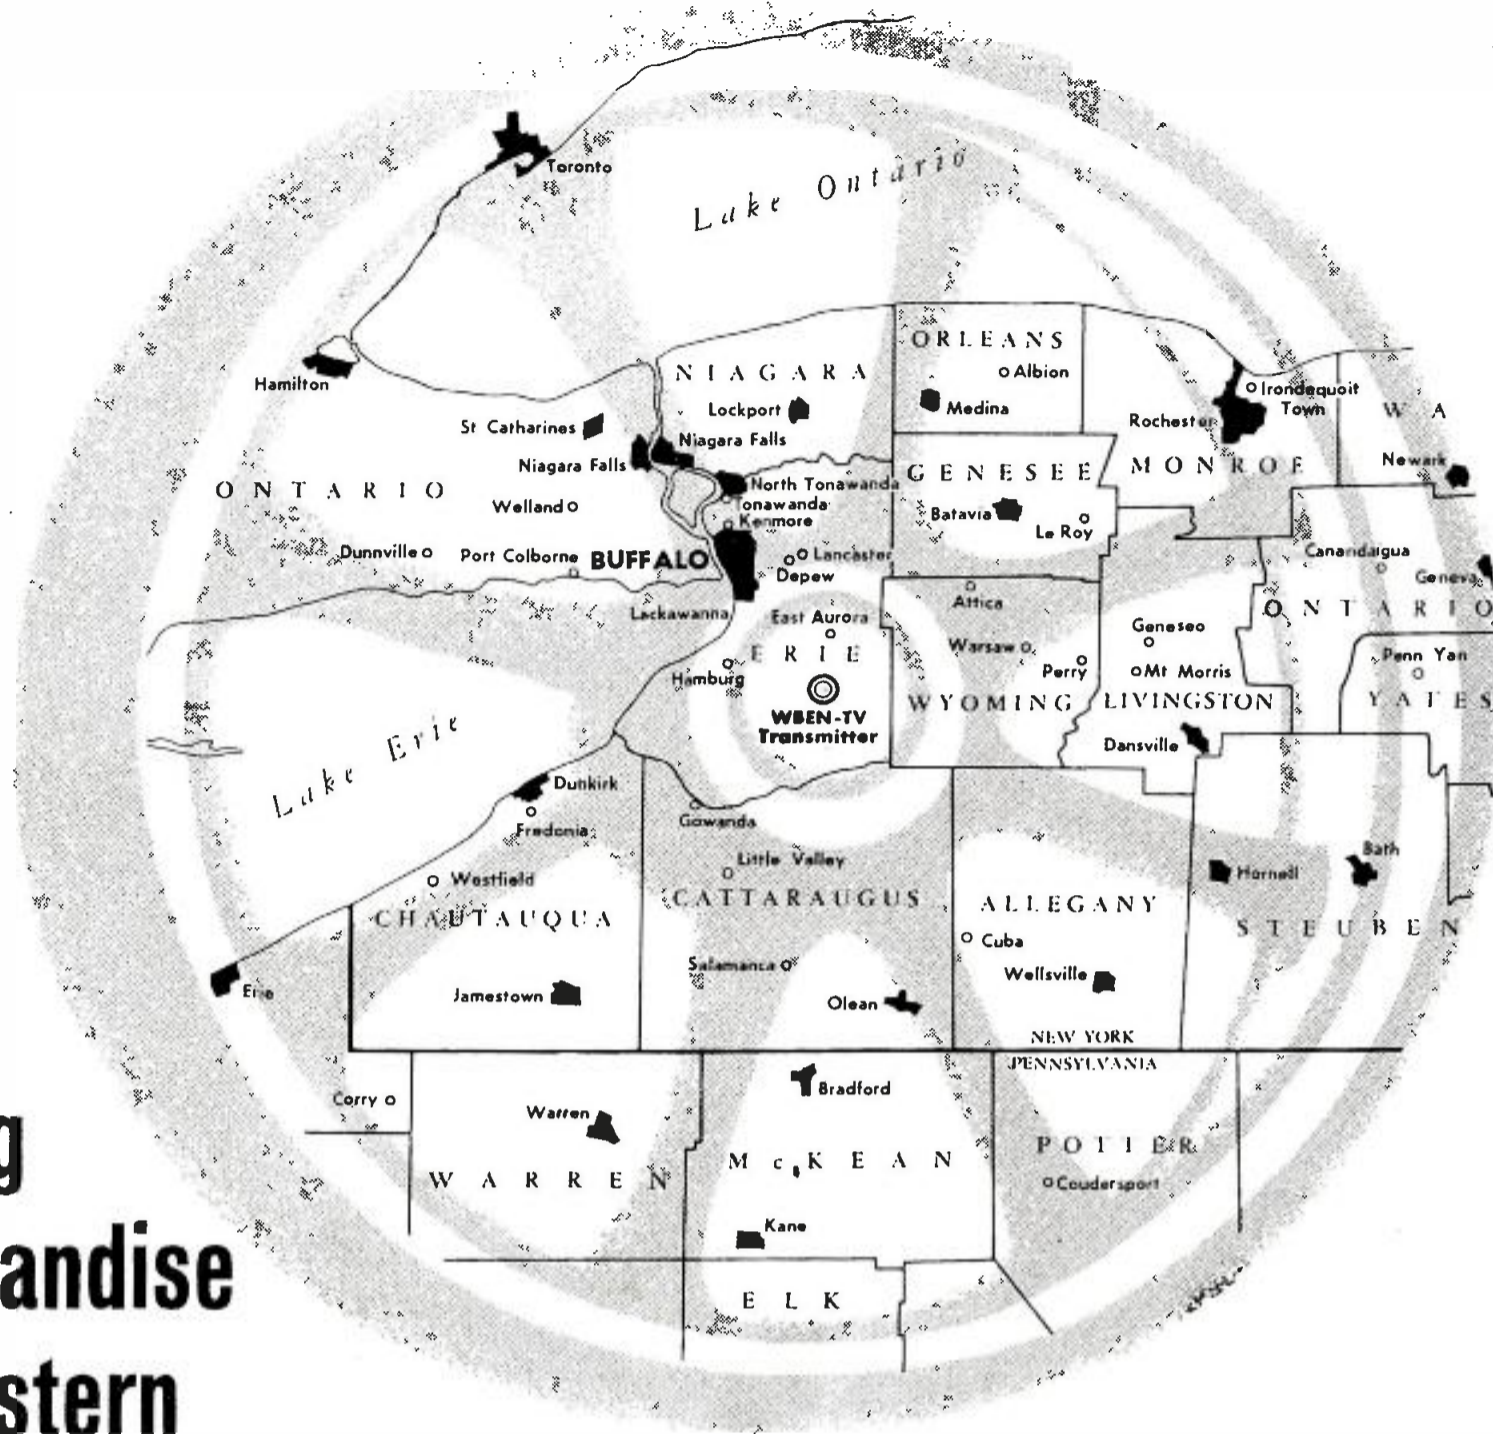 Toronto
Lake Ontario
ORLEANS
Albion
NIAGARA
Hamilton
Irondequoit
Town
Lockport
Medina
WA
Rochester
St Catharines
Niagara Falls
Niagara Falls
Newark
GENESEE
MONROE
ONTARIO
North Tonawanda
Tonawanda
Welland
Batavia
Kenmore
Le Roy
Dunnville
Port Colborne
BUFFALO
Lancaster
Canandaigua
Depew
Geneva
Attica
ONTARIO
Lackawanna
East Aurora
Geneseo
Warsaw
ERIE
Penn Yan
Hamburg
Perry
Mt Morris
WYOMING
LIVINGSTON
YATES
WBEN-TV
Transmitter
Lake Erie
Dansville
Dunkirk
Gowanda
Fredonia
Bath
Little Valley
Hornell
Westfield
CATTARAUGUS
ALLEGANY
CHAUTAUQUA
STEUBEN
Cuba
Salamanca
Wellsville
Erie
Jamestown
Olean
NEW YORK
PENNSYLVANIA
Bradford
Corry
Warren
POTTER
McKEAN
WARREN
Coudersport
Kane
ELK
g
andise
stern